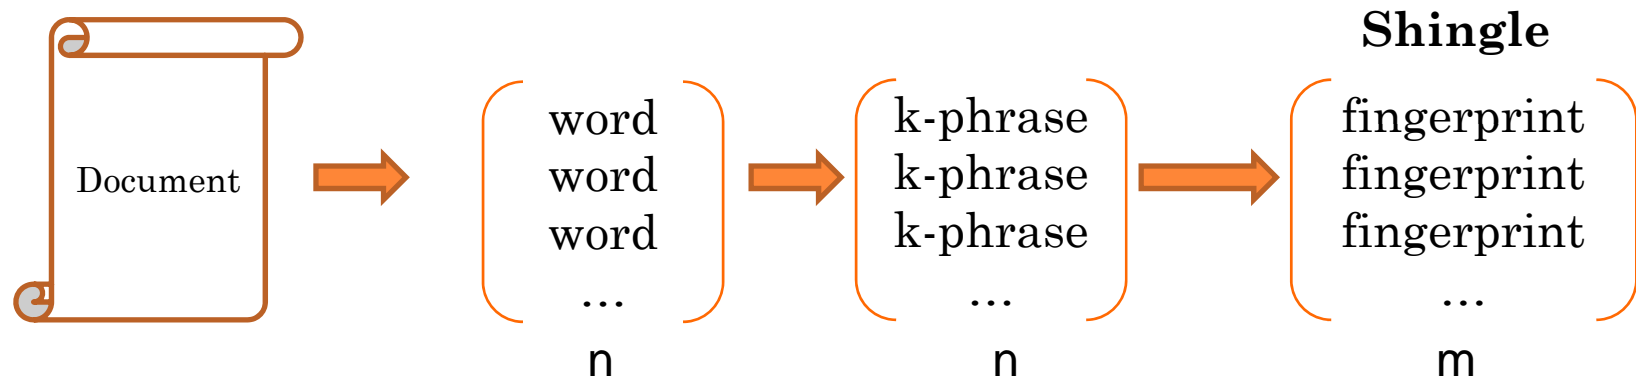 Shingle
Document
word
word
word
...
n
k-phrase
k-phrase
k-phrase
...
n
fingerprint
fingerprint
fingerprint
...
m